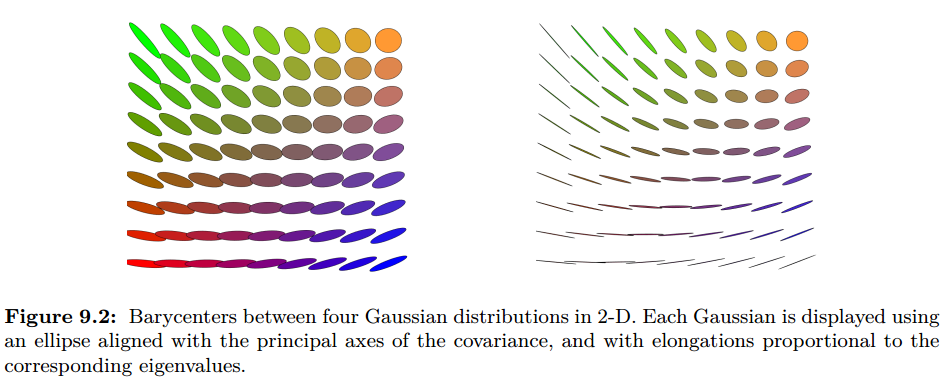 Figure 9.2: Barycenters between four Gaussian distributions in 2-D. Each Gaussian is displayed using
an ellipse aligned with the principal axes of the covariance, and with elongations proportional to the
corresponding eigenvalues.